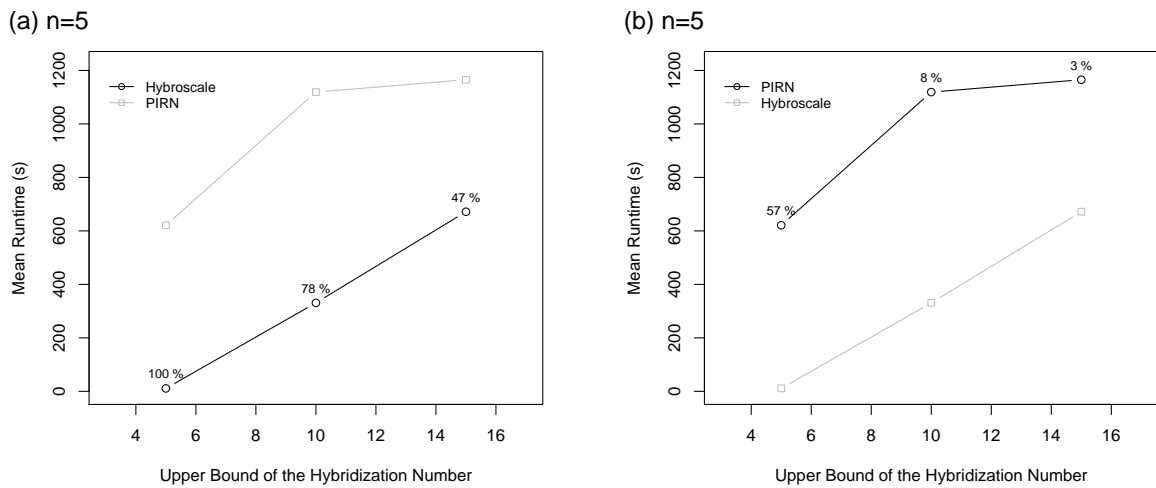 (a) n=5
Hybroscale
PIRN
100 %
78 %
47 %
0
200
400
600
800
1000
1200
4 6 8 10 12 14 16
Mean Runtime (s)
Upper Bound of the Hybridization Number
(b) n=5
PIRN
Hybroscale
57 %
8 %
3 %
0
200
400
600
800
1000
1200
4 6 8 10 12 14 16
Mean Runtime (s)
Upper Bound of the Hybridization Number